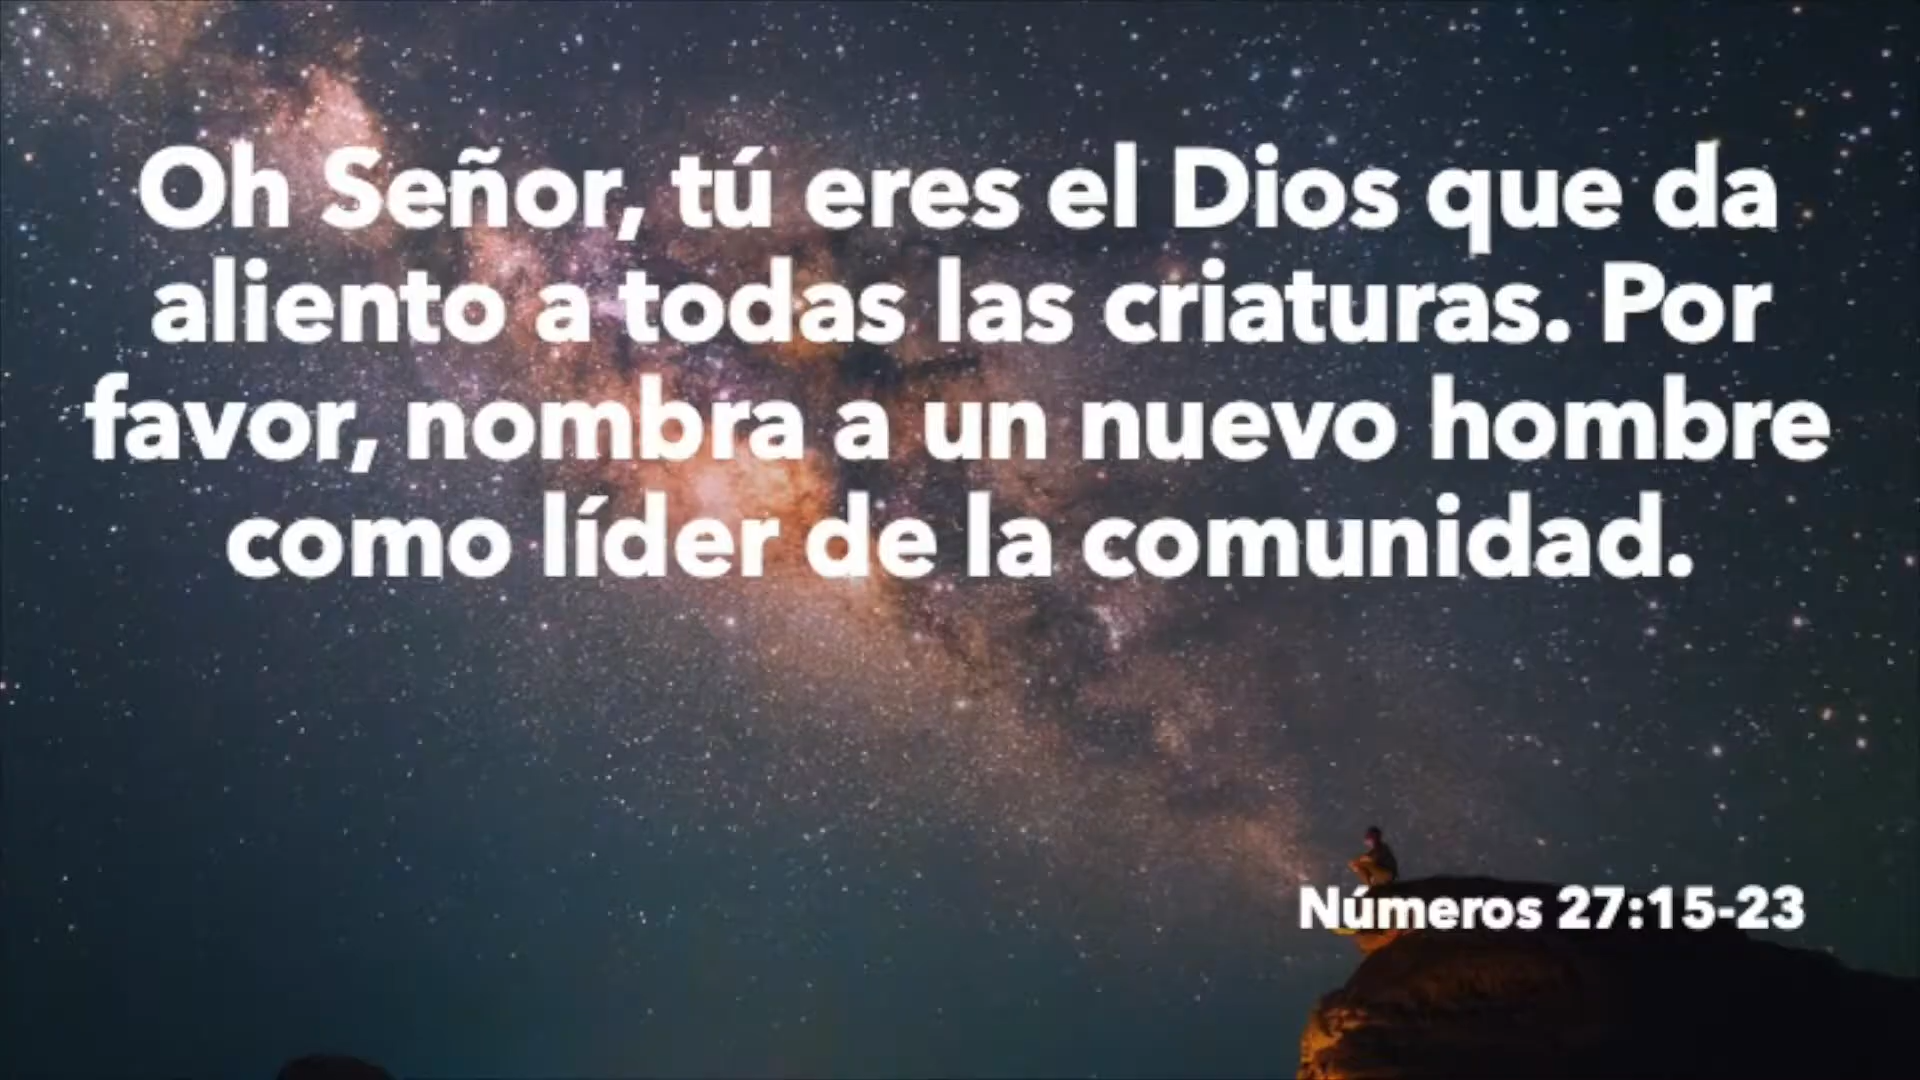 Oh Señor, tú eres el Dios que da
aliento a todas las criaturas. Por
favor, nombra a un nuevo hombre
como líder de la comunidad.
Números 27:15-23